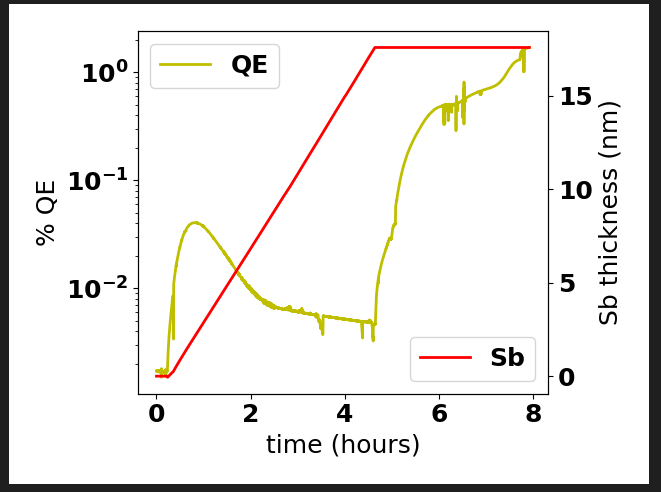 QE
10⁰
10⁻¹
10⁻²
% QE
15
10
5
0
Sb thickness (nm)
Sb
0 2 4 6 8
time (hours)